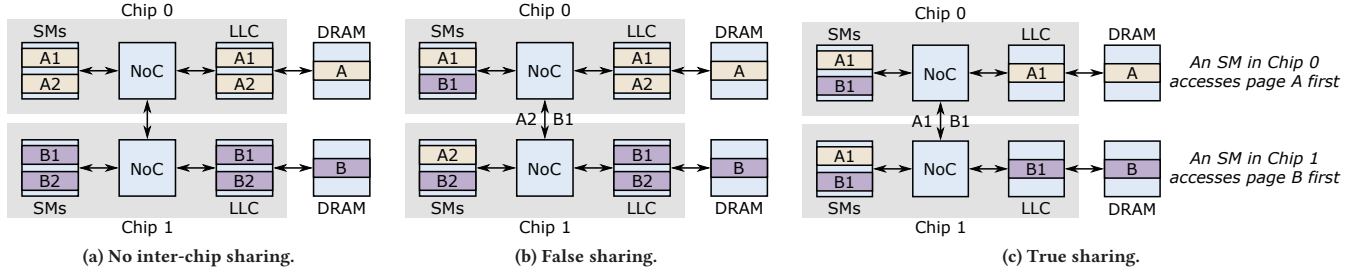 Chip 0
SMs
LLC
DRAM
A1
A2
NoC
A1
A2
A
B1
B2
NoC
B1
B2
B
SMs
LLC
DRAM
Chip 1
(a) No inter-chip sharing.
Chip 0
SMs
LLC
DRAM
A1
B1
NoC
A1
A2
A
A2
B1
A2
B2
NoC
B1
B2
B
SMs
LLC
DRAM
Chip 1
(b) False sharing.
Chip 0
SMs
LLC
DRAM
A1
B1
NoC
A1
A
An SM in Chip 0
accesses page A first
A1
B1
A1
B1
NoC
B1
B
An SM in Chip 1
accesses page B first
SMs
LLC
DRAM
Chip 1
(c) True sharing.